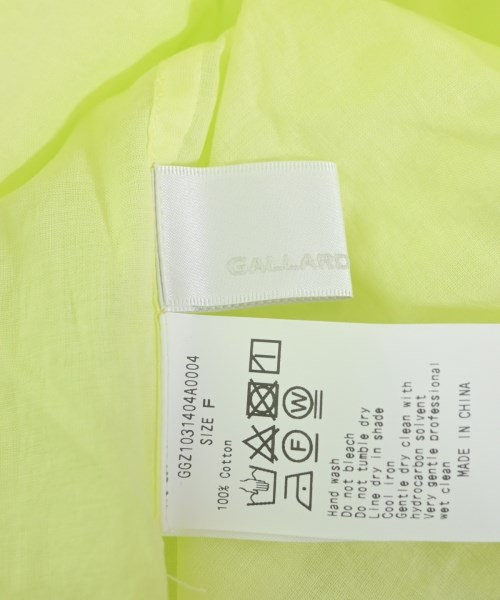 GALLARD
GGZ1031404A0004
SIZE F
100% Cotton
F
W
Hand wash
Do not bleach
Do not tumble dry
Line dry in shade
Cool iron
Gentle dry clean with
hydrocarbon solvent
Very gentle professional
wet clean
MADE IN CHINA